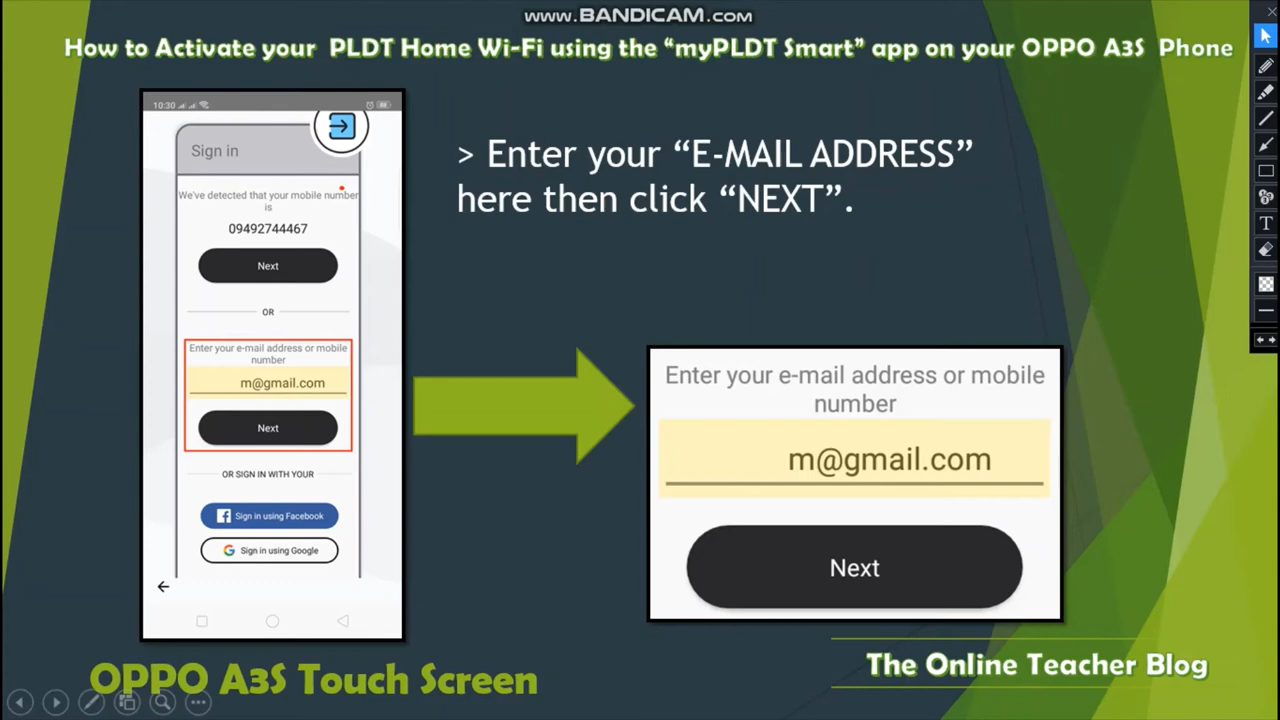 www.BANDICAM.com
How to Activate your PLDT Home Wi-Fi using the “myPLDT Smart” app on your OPPO A3S Phone
10:30
Sign in
We've detected that your mobile number
is
09492744467
Next
OR
Enter your e-mail address or mobile
number
m@gmail.com
Next
OR SIGN IN WITH YOUR
Sign in using Facebook
Sign in using Google
> Enter your “E-MAIL ADDRESS”
here then click “NEXT”.
Enter your e-mail address or mobile
number
m@gmail.com
Next
OPPO A3S Touch Screen
The Online Teacher Blog